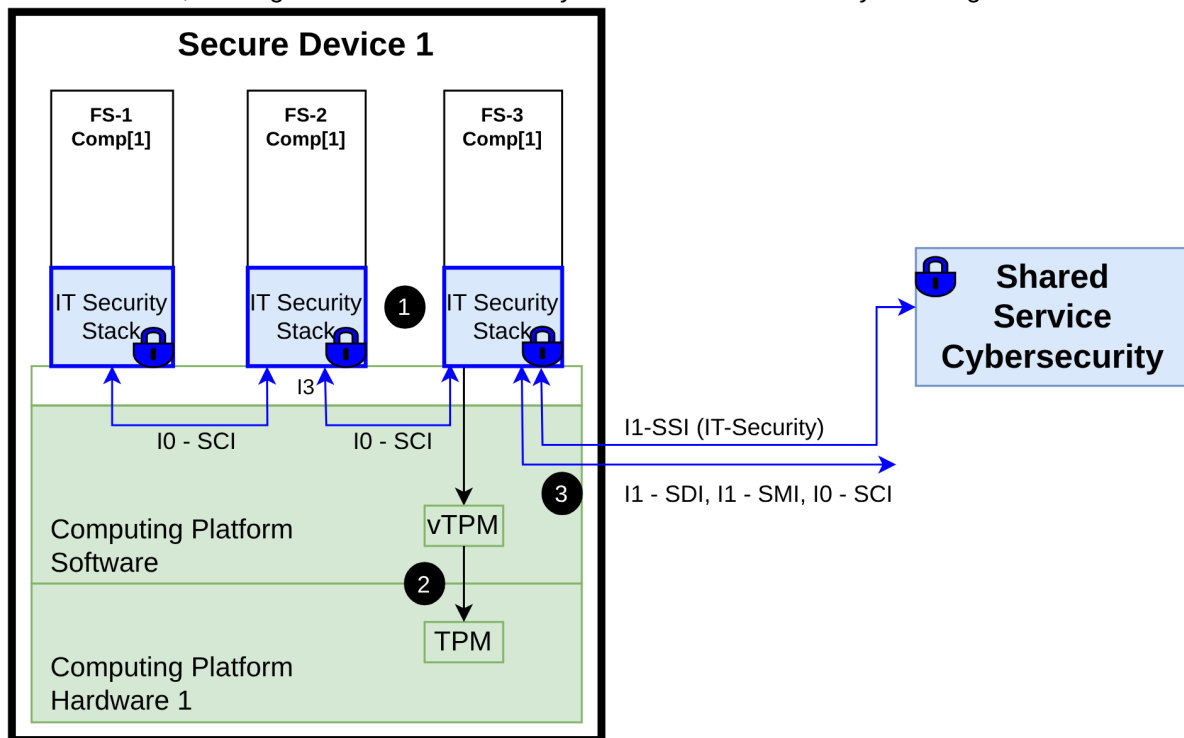 Secure Device 1
FS-1
Comp[1]
FS-2
Comp[1]
FS-3
Comp[1]
IT Security
Stack
IT Security
Stack
1
IT Security
Stack
Shared
Service
Cybersecurity
I3
I0 - SCI
I0 - SCI
I1-SSI (IT-Security)
3
I1 - SDI, I1 - SMI, I0 - SCI
Computing Platform
Software
vTPM
2
TPM
Computing Platform
Hardware 1